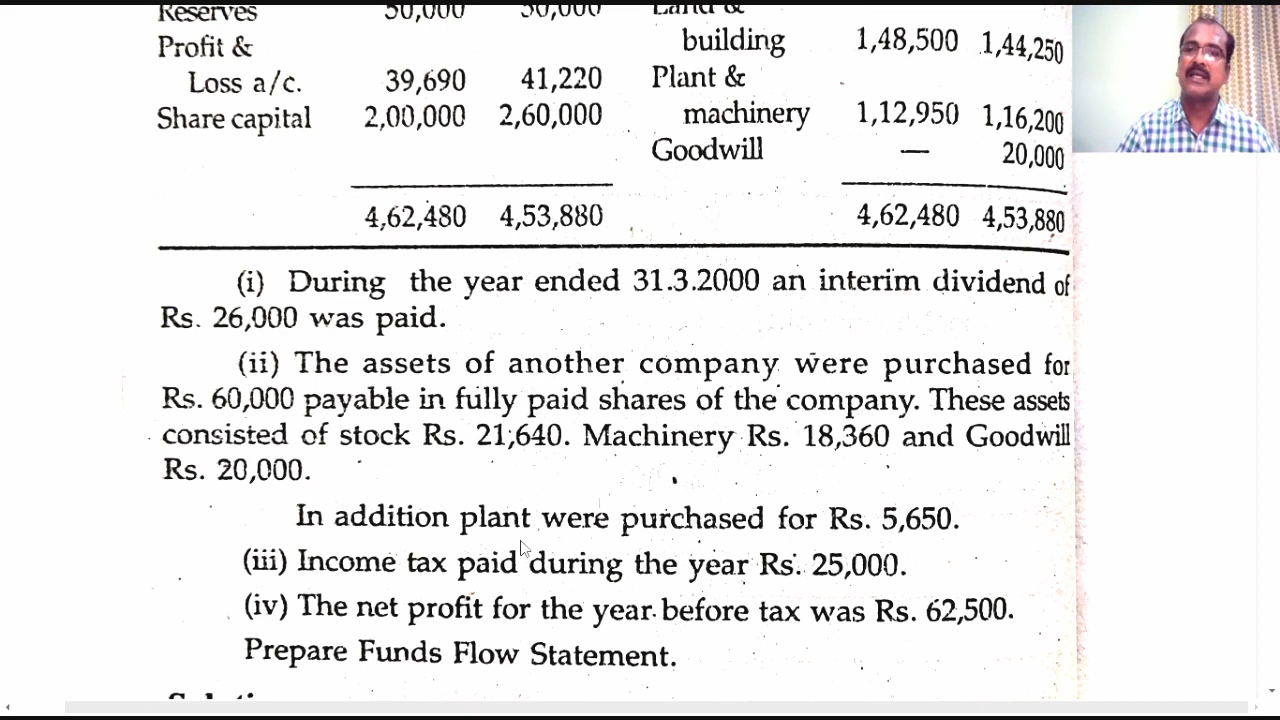 Reserves 50,000 50,000 Land &
Profit & building 1,48,500 1,44,250
Loss a/c. 39,690 41,220 Plant &
Share capital 2,00,000 2,60,000 machinery 1,12,950 1,16,200
Goodwill — 20,000
4,62,480 4,53,880 4,62,480 4,53,880
(i) During the year ended 31.3.2000 an interim dividend of
Rs. 26,000 was paid.
(ii) The assets of another company were purchased for
Rs. 60,000 payable in fully paid shares of the company. These assets
consisted of stock Rs. 21,640. Machinery Rs. 18,360 and Goodwill
Rs. 20,000.
In addition plant were purchased for Rs. 5,650.
(iii) Income tax paid during the year Rs. 25,000.
(iv) The net profit for the year before tax was Rs. 62,500.
Prepare Funds Flow Statement.